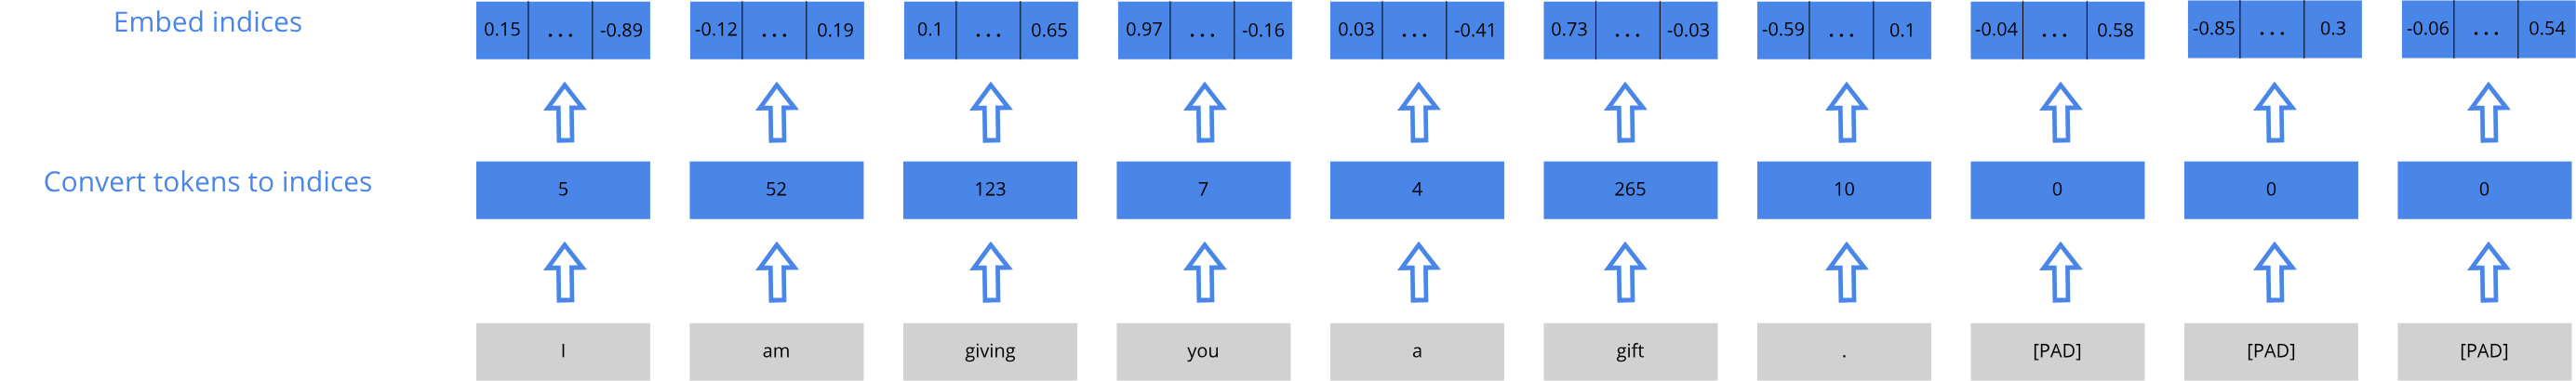 Embed indices 0.15 ... -0.89 -0.12 ... 0.19 0.1 ... 0.65 0.97 ... -0.16 0.03 ... -0.41 0.73 ... -0.03 -0.59 ... 0.1 -0.04 ... 0.58 -0.85 ... 0.3 -0.06 ... 0.54
Convert tokens to indices 5 52 123 7 4 265 10 0 0 0
I am giving you a gift . [PAD] [PAD] [PAD]